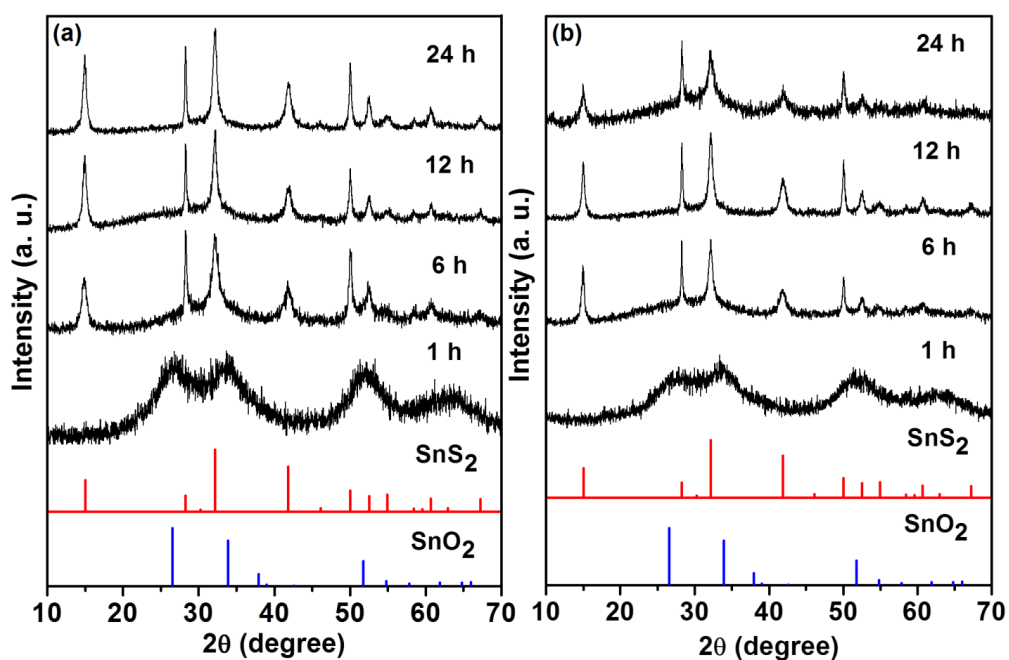 (a)
24 h
12 h
6 h
1 h
SnS2
SnO2
Intensity (a. u.)
10 20 30 40 50 60 70
2θ (degree)
(b)
24 h
12 h
6 h
1 h
SnS2
SnO2
Intensity (a. u.)
10 20 30 40 50 60 70
2θ (degree)